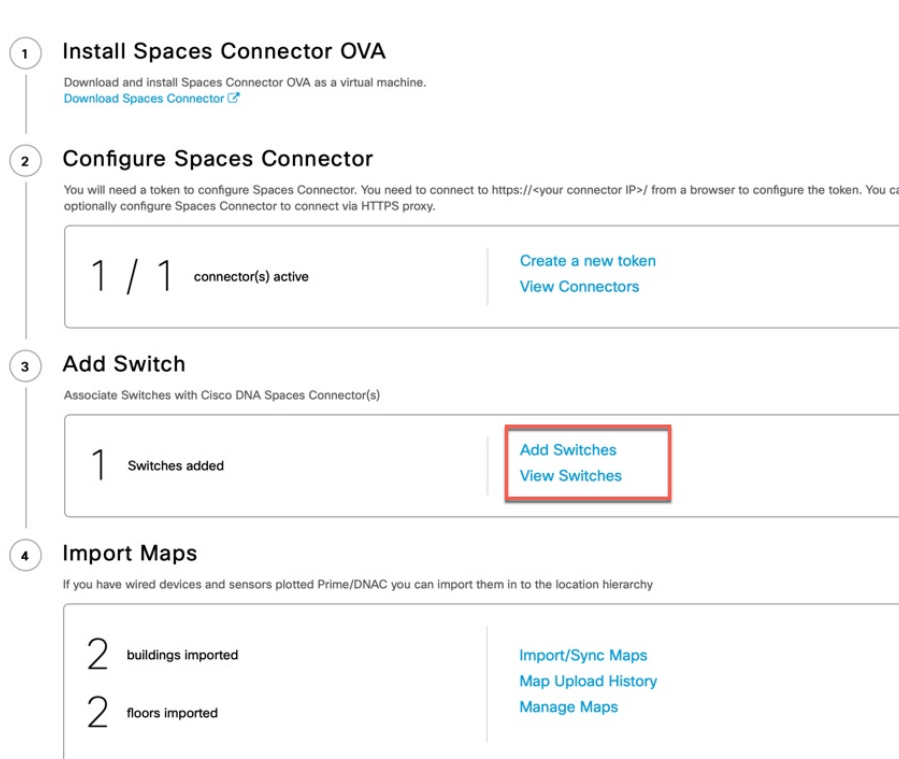 1
Install Spaces Connector OVA
Download and install Spaces Connector OVA as a virtual machine.
Download Spaces Connector
2
Configure Spaces Connector
You will need a token to configure Spaces Connector. You need to connect to https://<your connector IP>/ from a browser to configure the token. You ca
optionally configure Spaces Connector to connect via HTTPS proxy.
1 / 1 connector(s) active
Create a new token
View Connectors
3
Add Switch
Associate Switches with Cisco DNA Spaces Connector(s)
1 Switches added
Add Switches
View Switches
4
Import Maps
If you have wired devices and sensors plotted Prime/DNAC you can import them in to the location hierarchy
2 buildings imported
2 floors imported
Import/Sync Maps
Map Upload History
Manage Maps